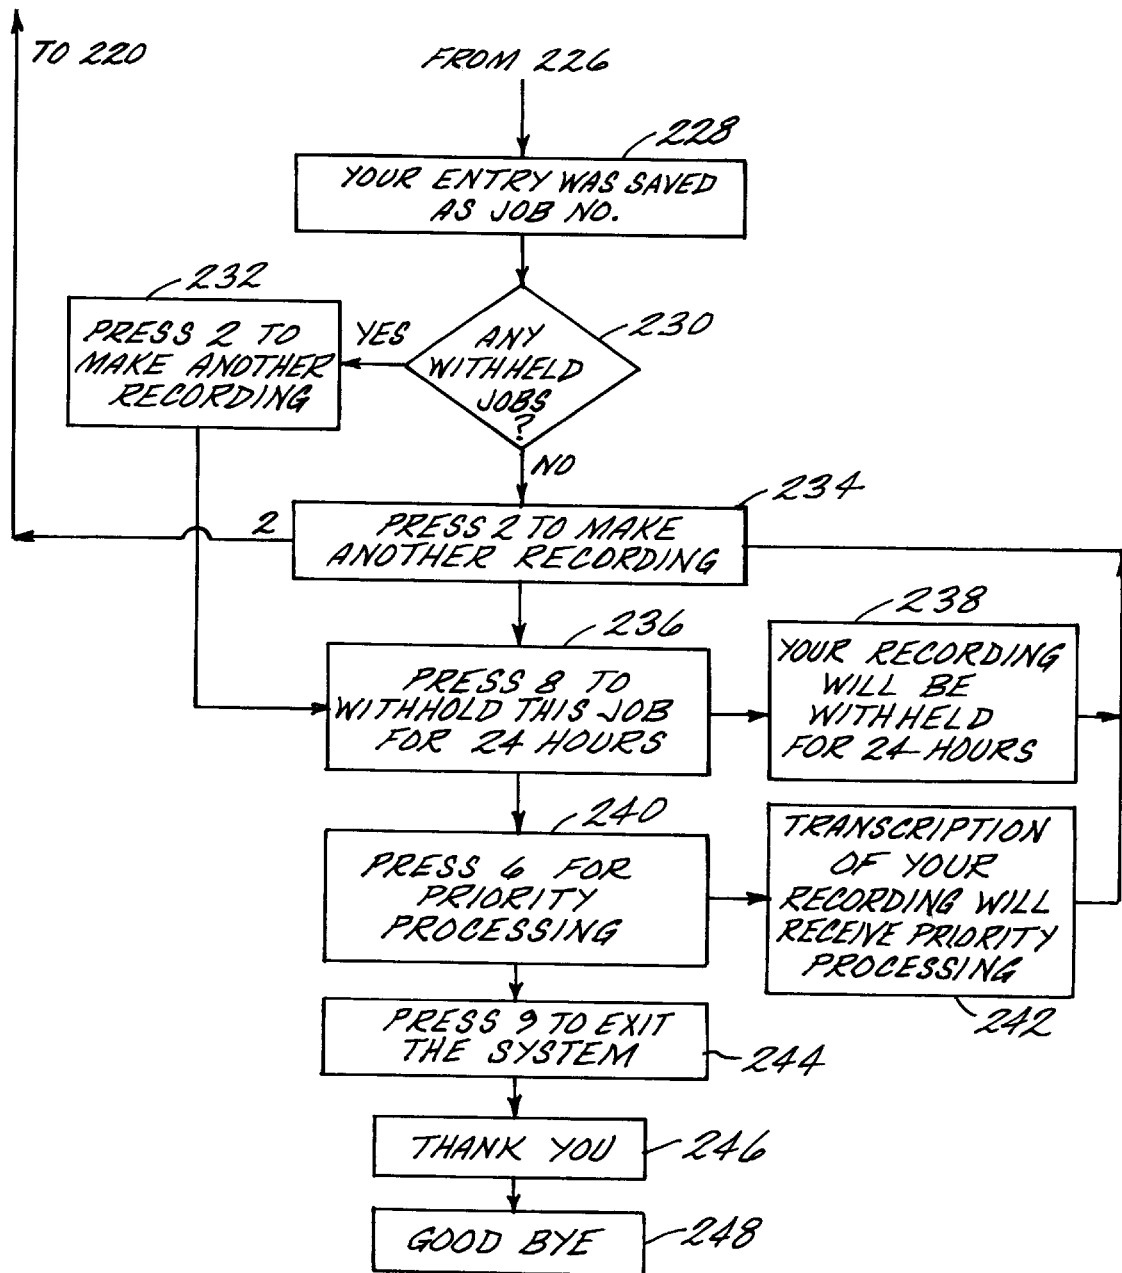 TO 220
FROM 226
228
YOUR ENTRY WAS SAVED
AS JOB NO.
232
PRESS 2 TO
MAKE ANOTHER
RECORDING
YES
230
ANY
WITHHELD
JOBS
?
NO
234
2
PRESS 2 TO MAKE
ANOTHER RECORDING
236
PRESS 8 TO
WITHHOLD THIS JOB
FOR 24 HOURS
238
YOUR RECORDING
WILL BE
WITHHELD
FOR 24 HOURS
240
PRESS 6 FOR
PRIORITY
PROCESSING
TRANSCRIPTION
OF YOUR
RECORDING WILL
RECEIVE PRIORITY
PROCESSING
242
PRESS 9 TO EXIT
THE SYSTEM
244
THANK YOU
246
GOOD BYE
248